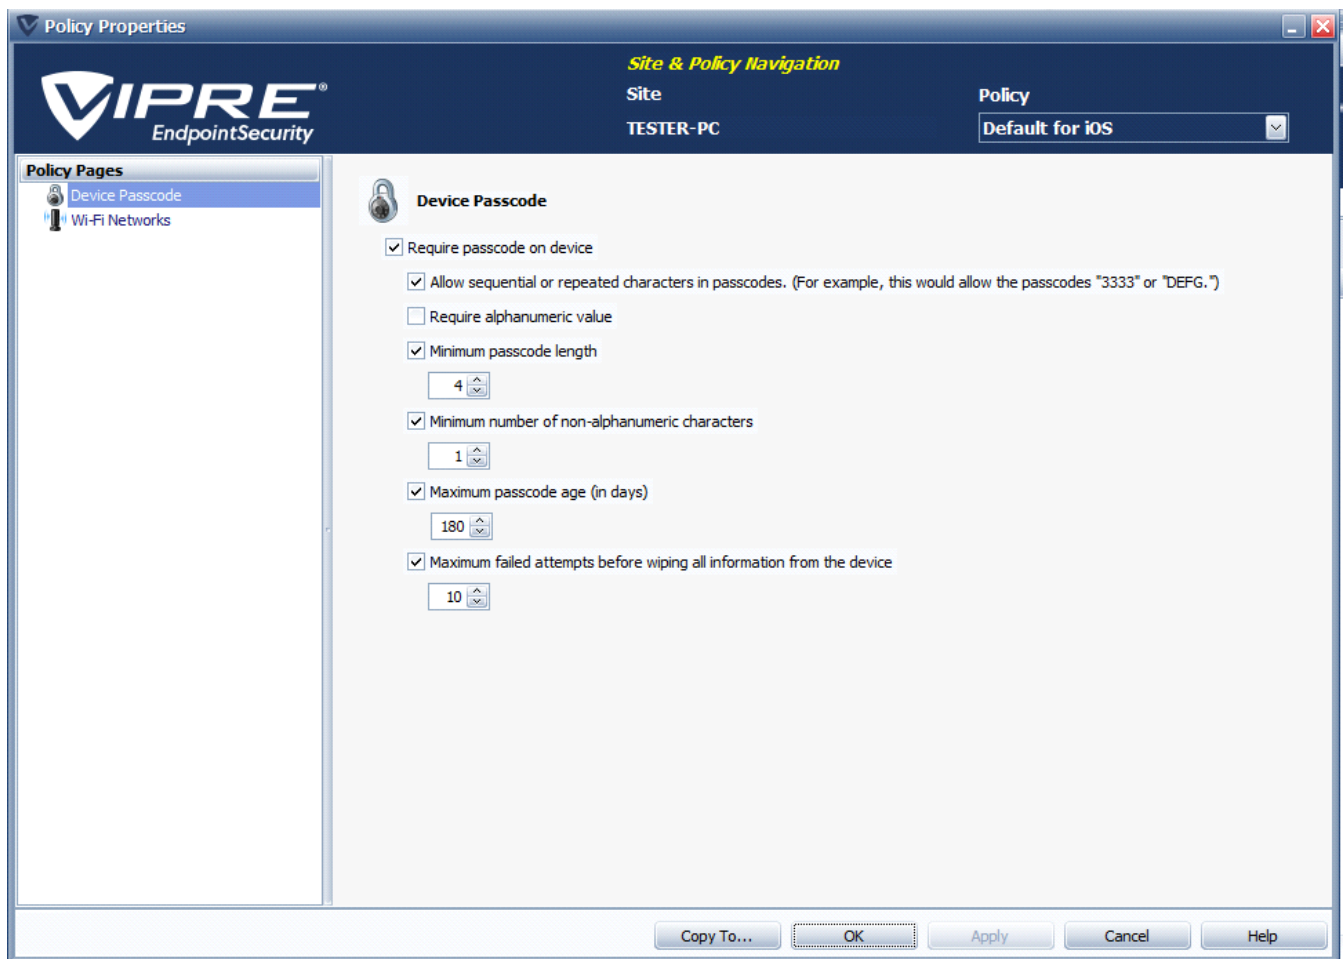 Policy Properties
VIPRE®
EndpointSecurity
Site & Policy Navigation
Site
Policy
TESTER-PC
Default for iOS
Policy Pages
Device Passcode
Wi-Fi Networks
Device Passcode
Require passcode on device
Allow sequential or repeated characters in passcodes. (For example, this would allow the passcodes "3333" or "DEFG.")
Require alphanumeric value
Minimum passcode length
4
Minimum number of non-alphanumeric characters
1
Maximum passcode age (in days)
180
Maximum failed attempts before wiping all information from the device
10
Copy To... OK Apply Cancel Help